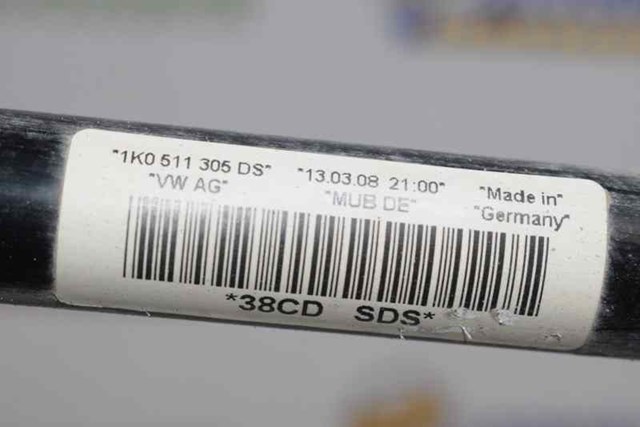 "1K0 511 305 DS" "13.03.08 21:00" "Made in"
"VW AG" "MUB DE" "Germany"
*38CD SDS*